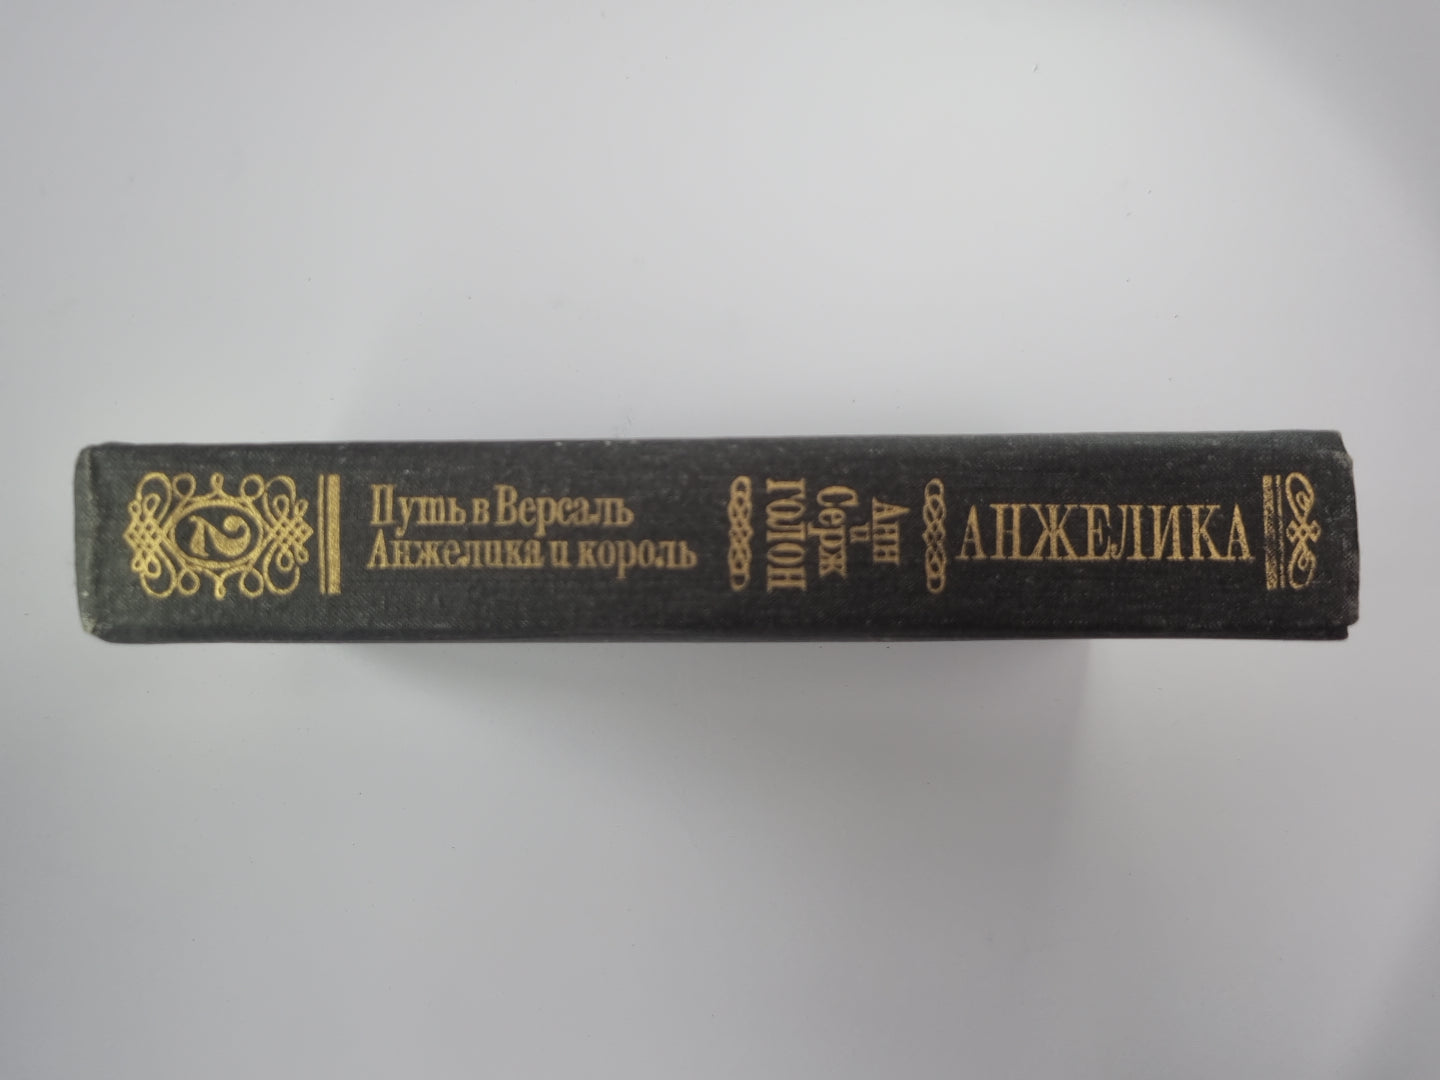 АНЖЕЛИКА
Анн
и
Серж
ГОЛОН
Путь в Версаль
Анжелика и король
2